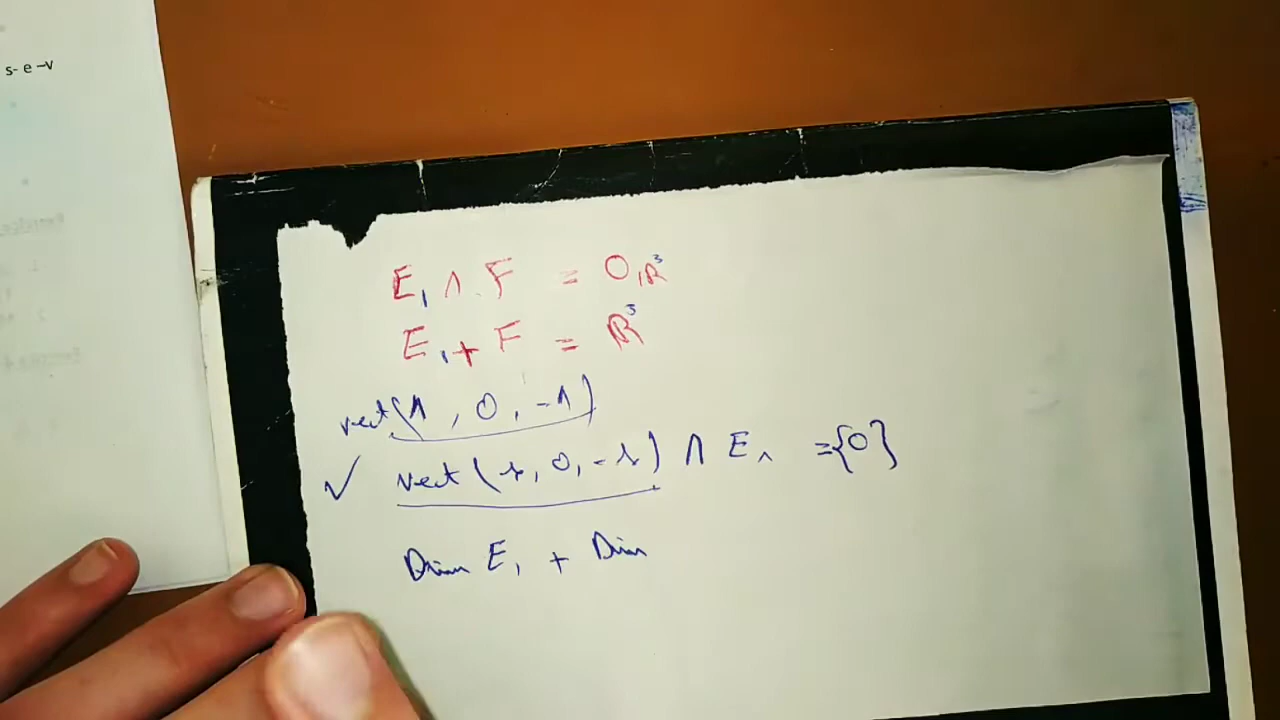 s-e-v
E₁ ∩ F = 0ℝ³
E₁ + F = ℝ³
vect(1, 0, -1)
✓ vect(1, 0, -1) ∩ E₁ = {0}
Dim E₁ + Dim